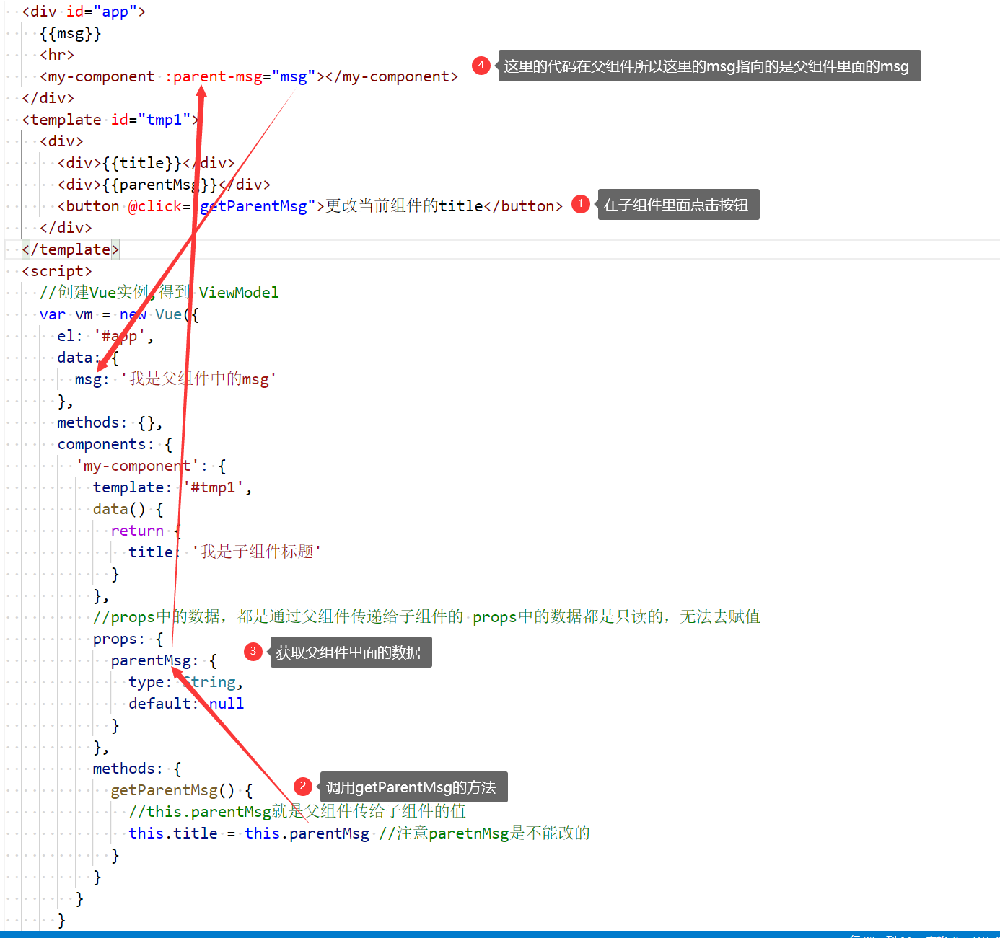 <div id="app">
{{msg}}
<hr>
<my-component :parent-msg="msg"></my-component>
4 这里的代码在父组件所以这里的msg指向的是父组件里面的msg
</div>
<template id="tmp1">
<div>
<div>{{title}}</div>
<div>{{parentMsg}}</div>
<button @click="getParentMsg">更改当前组件的title</button>
1 在子组件里面点击按钮
</div>
</template>
<script>
//创建Vue实例,得到 ViewModel
var vm = new Vue({
el: '#app',
data: {
msg: '我是父组件中的msg'
},
methods: {},
components: {
'my-component': {
template: '#tmp1',
data() {
return {
title: '我是子组件标题'
}
},
//props中的数据，都是通过父组件传递给子组件的 props中的数据都是只读的，无法去赋值
props: {
3 获取父组件里面的数据
parentMsg: {
type: String,
default: null
}
},
methods: {
2 调用getParentMsg的方法
getParentMsg() {
//this.parentMsg就是父组件传给子组件的值
this.title = this.parentMsg //注意paretnMsg是不能改的
}
}
}
}